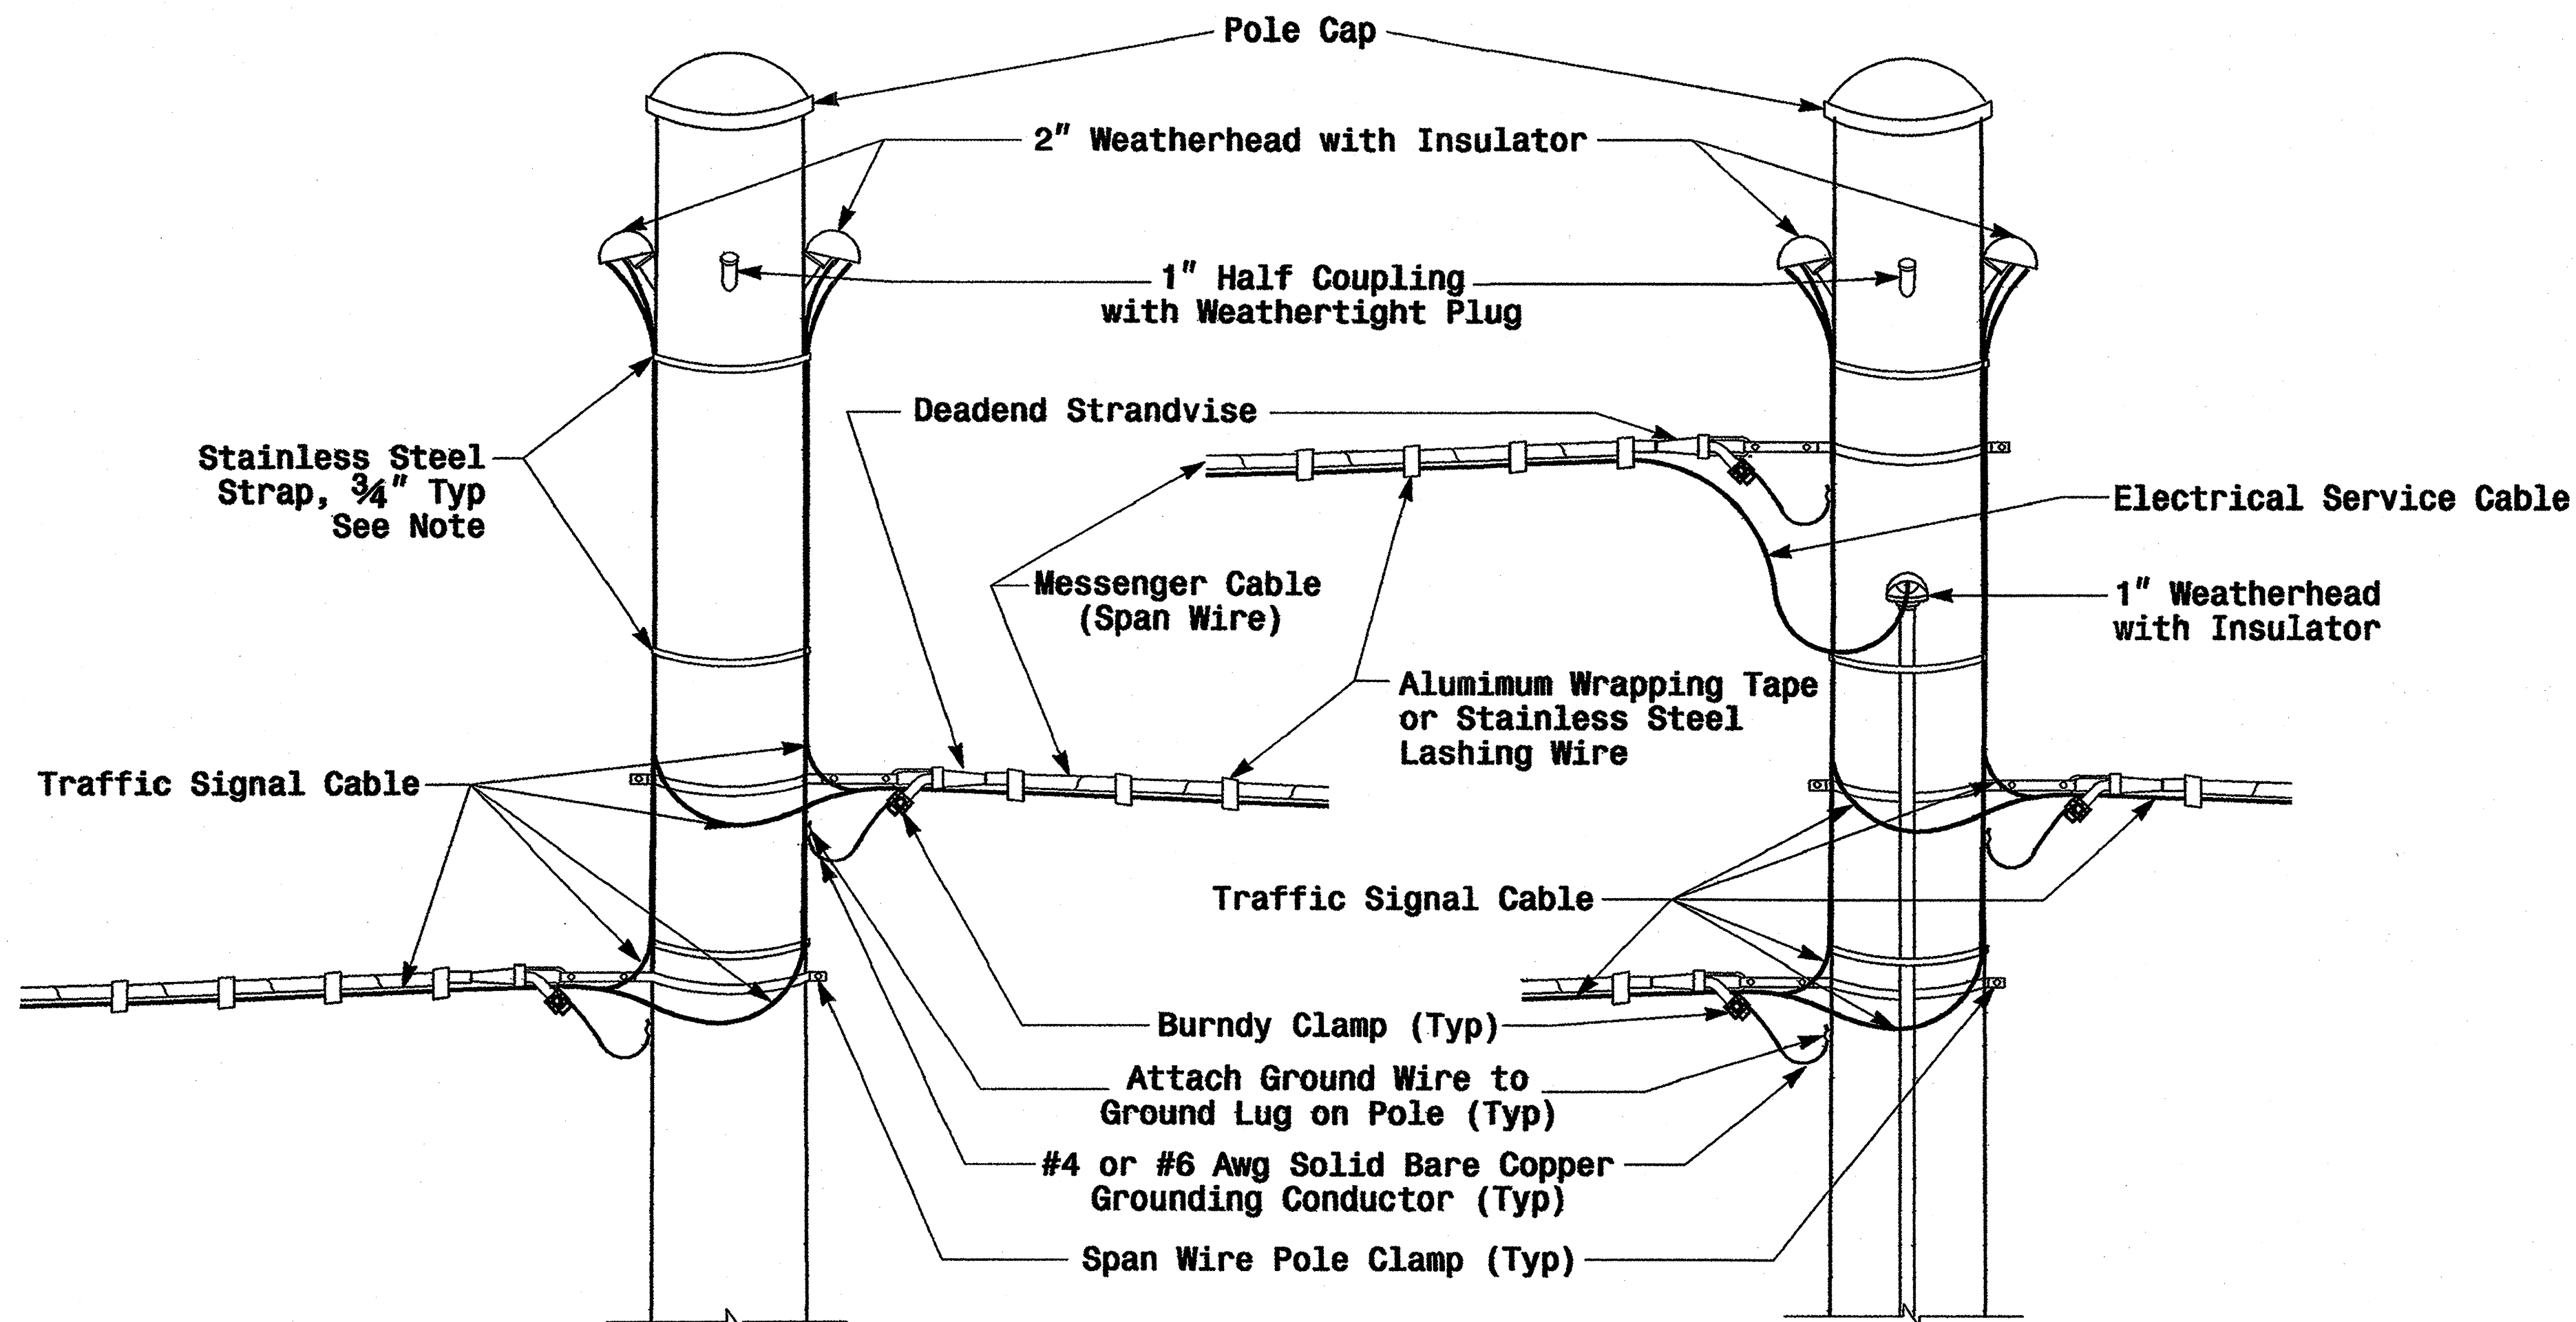 Pole Cap
2" Weatherhead with Insulator
1" Half Coupling
with Weathertight Plug
Deadend Strandvise
Stainless Steel
Strap, ¾" Typ
See Note
Electrical Service Cable
Messenger Cable
(Span Wire)
1" Weatherhead
with Insulator
Alumimum Wrapping Tape
or Stainless Steel
Lashing Wire
Traffic Signal Cable
Traffic Signal Cable
Burndy Clamp (Typ)
Attach Ground Wire to
Ground Lug on Pole (Typ)
#4 or #6 Awg Solid Bare Copper
Grounding Conductor (Typ)
Span Wire Pole Clamp (Typ)